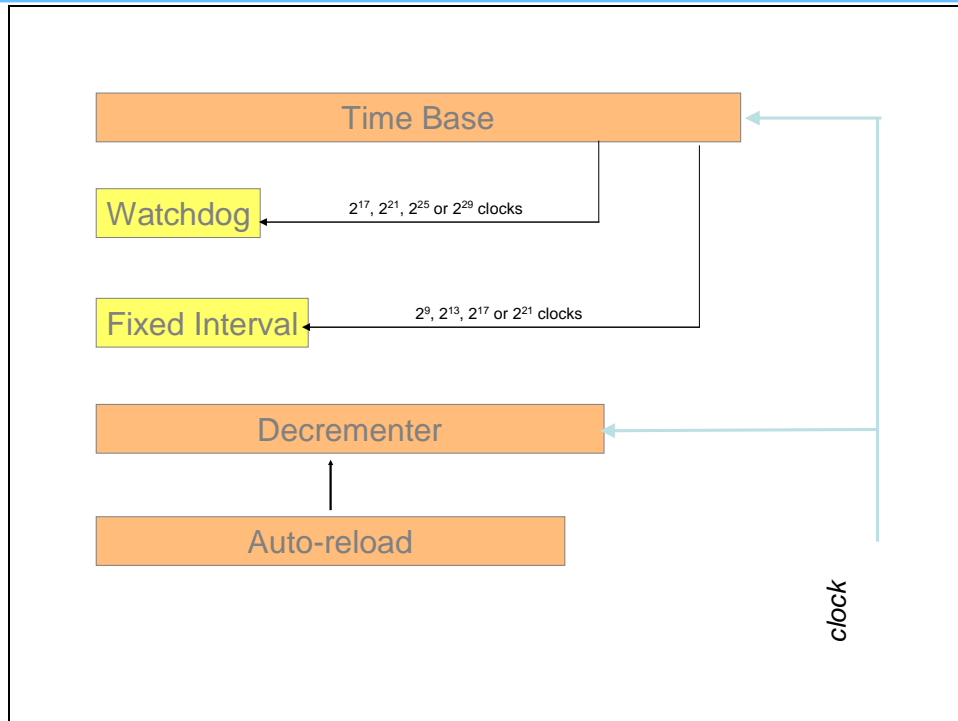 Time Base
Watchdog
2¹⁷, 2²¹, 2²⁵ or 2²⁹ clocks
Fixed Interval
2⁹, 2¹³, 2¹⁷ or 2²¹ clocks
Decrementer
Auto-reload
clock